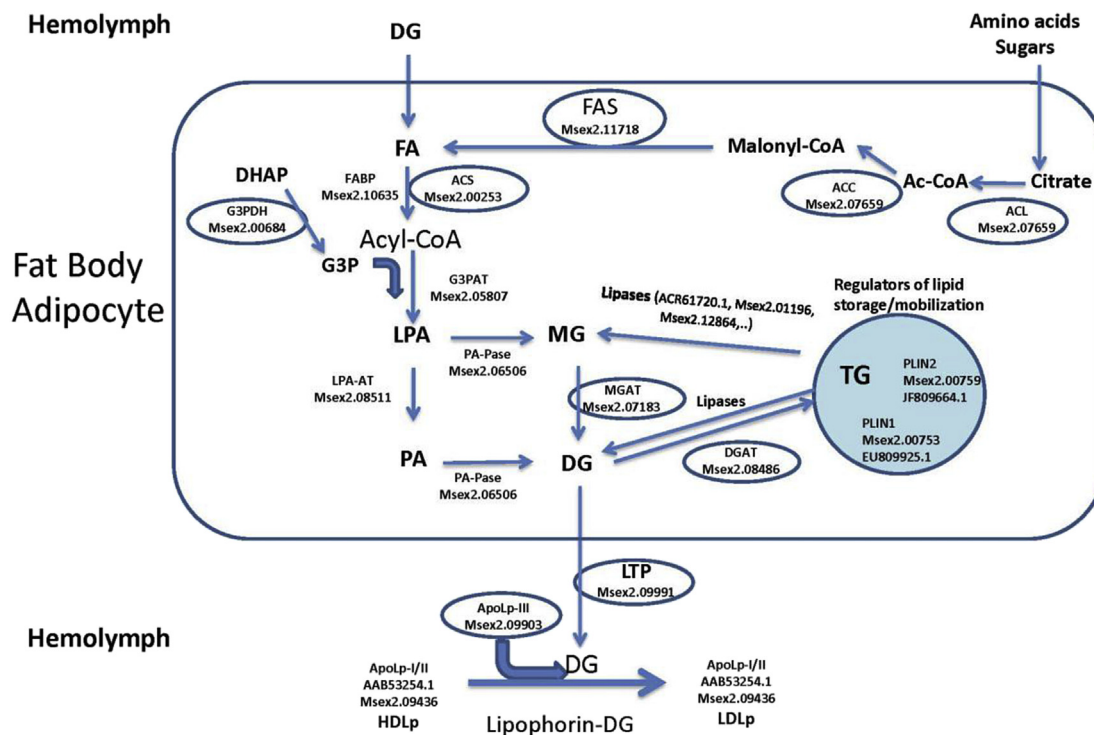 Hemolymph
DG
Amino acids
Sugars
FAS
Msex2.11718
FA
Malonyl-CoA
DHAP
FABP
Msex2.10635
ACS
Msex2.00253
ACC
Msex2.07659
Ac-CoA
Citrate
ACL
Msex2.07659
G3PDH
Msex2.00684
Acyl-CoA
Fat Body
Adipocyte
G3P
G3PAT
Msex2.05807
Lipases (ACR61720.1, Msex2.01196,
Msex2.12864,..)
Regulators of lipid
storage/mobilization
LPA
PA-Pase
Msex2.06506
MG
TG
PLIN2
Msex2.00759
JF809664.1
LPA-AT
Msex2.08511
MGAT
Msex2.07183
Lipases
PLIN1
Msex2.00753
EU809925.1
PA
PA-Pase
Msex2.06506
DG
DGAT
Msex2.08486
LTP
Msex2.09991
Hemolymph
ApoLp-III
Msex2.09903
DG
ApoLp-I/II
AAB53254.1
Msex2.09436
HDLp
Lipophorin-DG
ApoLp-I/II
AAB53254.1
Msex2.09436
LDLp